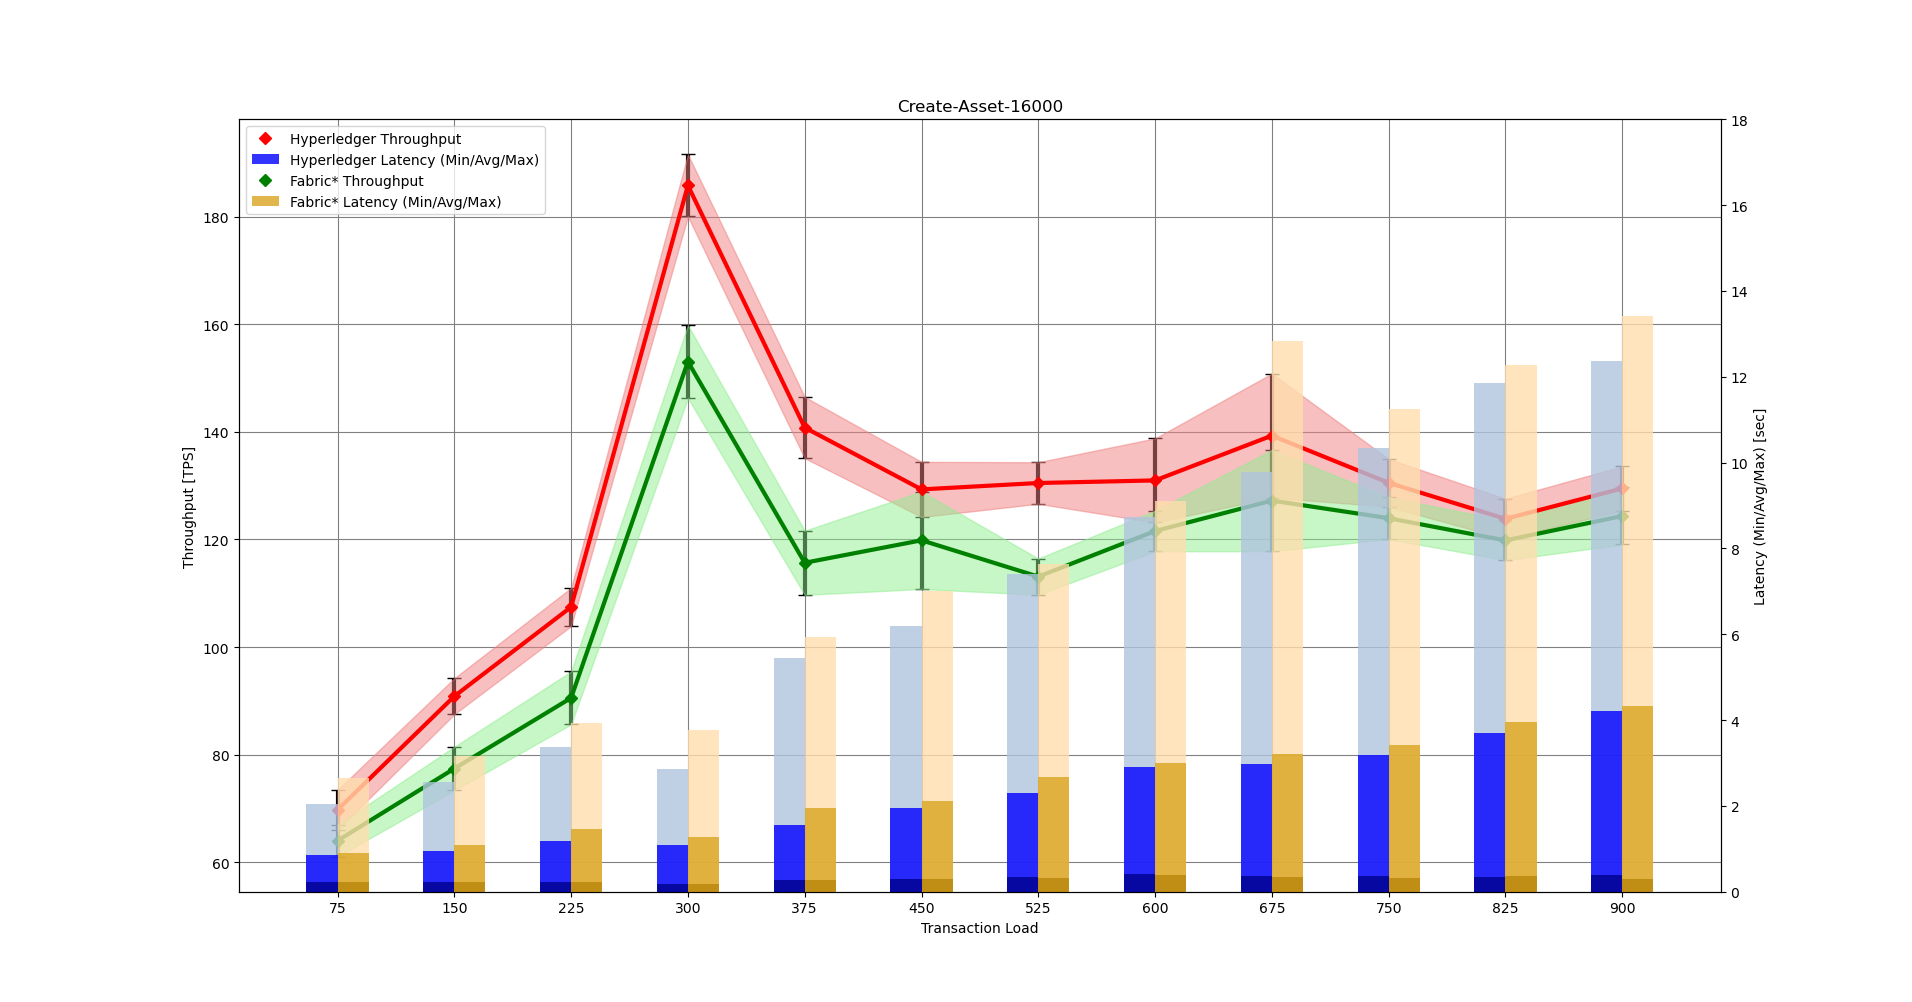 Create-Asset-16000
Hyperledger Throughput
Hyperledger Latency (Min/Avg/Max)
Fabric* Throughput
Fabric* Latency (Min/Avg/Max)
Throughput [TPS]
180
160
140
120
100
80
60
18
16
14
12
10
8
6
4
2
0
Latency (Min/Avg/Max) [sec]
75 150 225 300 375 450 525 600 675 750 825 900
Transaction Load